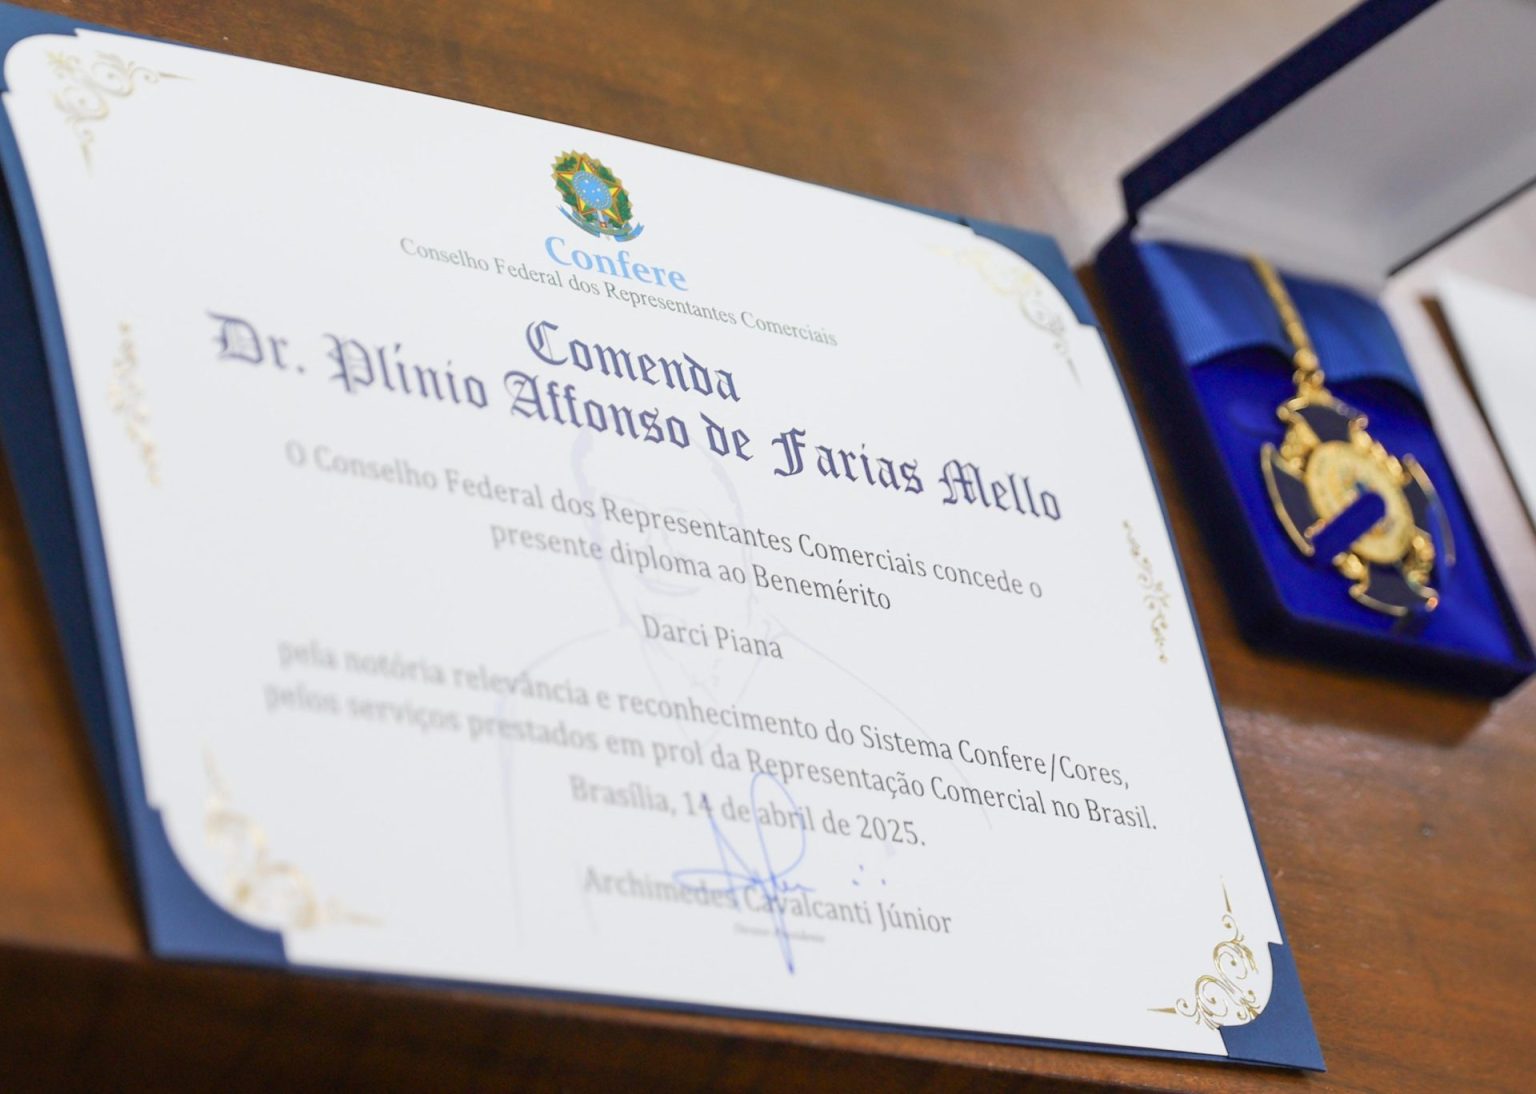 Confere
Conselho Federal dos Representantes Comerciais
Comenda
Dr. Plínio Affonso de Farias Mello
O Conselho Federal dos Representantes Comerciais concede o
presente diploma ao Benemérito
Darci Piana
pela notória relevância e reconhecimento do Sistema Confere/Cores,
pelos serviços prestados em prol da Representação Comercial no Brasil.
Brasília, 14 de abril de 2025.
Archimedes Cavalcanti Júnior